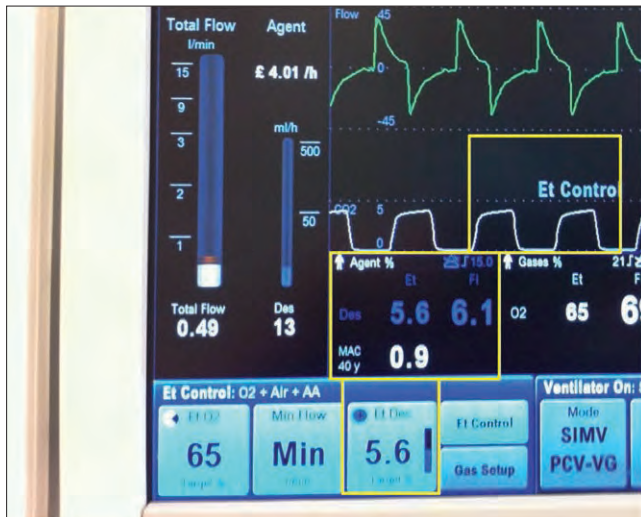 Total Flow
l/min
15
9
3
2
1
Total Flow
0.49
Agent
£ 4.01 /h
ml/h
500
50
Des
13
Flow
45
0
-45
Et Control
CO2
5
0
Agent %
15.0
Et
Des
5.6
6.1
MAC
40 y
0.9
Gases %
21
Et
O2
65
Et Control: O2 + Air + AA
Et O2
65
Min Flow
Min
Et Des
5.6
Et Control
Gas Setup
Ventilator On:
Mode
SIMV
PCV-VG